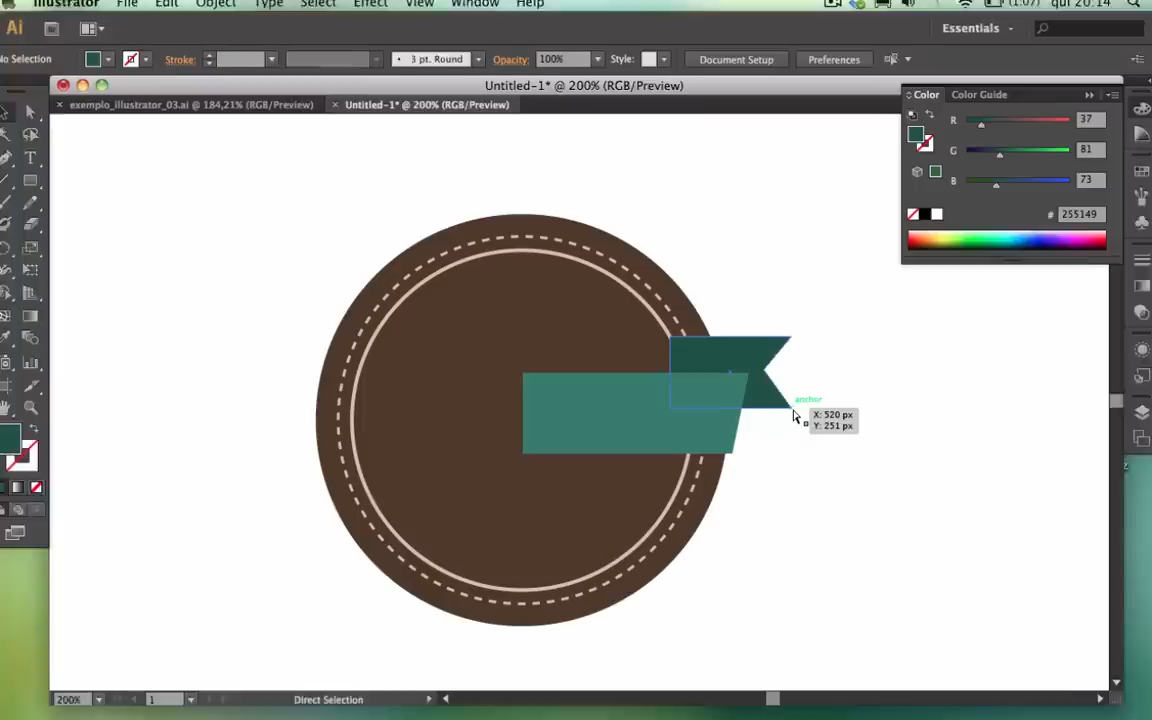 Illustrator File Edit Object Type Select Effect View Window Help (1:07) qui 20:14
Ai Essentials
No Selection Stroke: 3 pt. Round Opacity: 100% Style: Document Setup Preferences
Untitled-1* @ 200% (RGB/Preview)
exemplo_illustrator_03.ai @ 184,21% (RGB/Preview) Untitled-1* @ 200% (RGB/Preview)
Color Color Guide
R 37
G 81
B 73
# 255149
anchor
X: 520 px
Y: 251 px
200% 1 Direct Selection